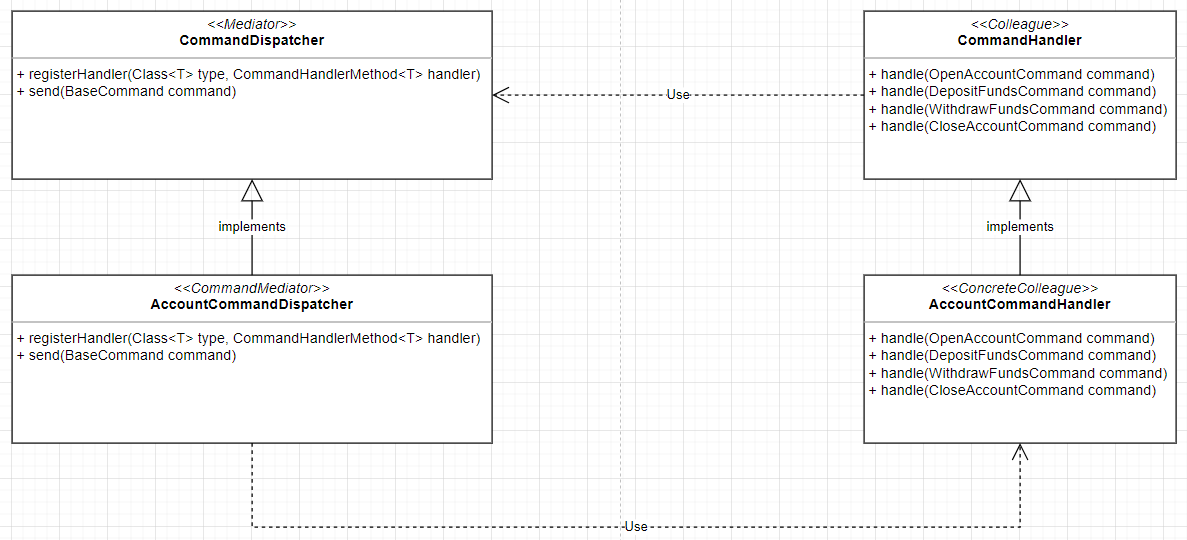 <<Mediator>>
CommandDispatcher
+ registerHandler(Class<T> type, CommandHandlerMethod<T> handler)
+ send(BaseCommand command)
<<Colleague>>
CommandHandler
+ handle(OpenAccountCommand command)
+ handle(DepositFundsCommand command)
+ handle(WithdrawFundsCommand command)
+ handle(CloseAccountCommand command)
Use
implements
implements
<<CommandMediator>>
AccountCommandDispatcher
+ registerHandler(Class<T> type, CommandHandlerMethod<T> handler)
+ send(BaseCommand command)
<<ConcreteColleague>>
AccountCommandHandler
+ handle(OpenAccountCommand command)
+ handle(DepositFundsCommand command)
+ handle(WithdrawFundsCommand command)
+ handle(CloseAccountCommand command)
Use